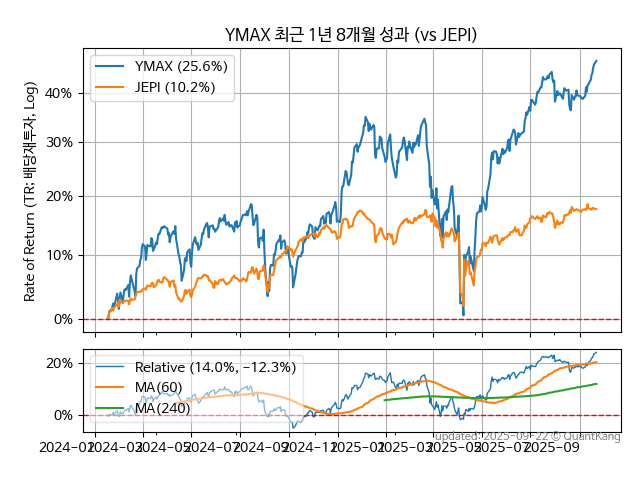 YMAX 최근 1년 8개월 성과 (vs JEPI)
Rate of Return (TR: 배당재투자, Log)
YMAX (25.6%)
JEPI (10.2%)
40%
30%
20%
10%
0%
Relative (14.0%, −12.3%)
MA(60)
MA(240)
20%
0%
2024-01 2024-03 2024-05 2024-07 2024-09 2024-11 2025-01 2025-03 2025-05 2025-07 2025-09
updated: 2025-09-22 © QuantKang